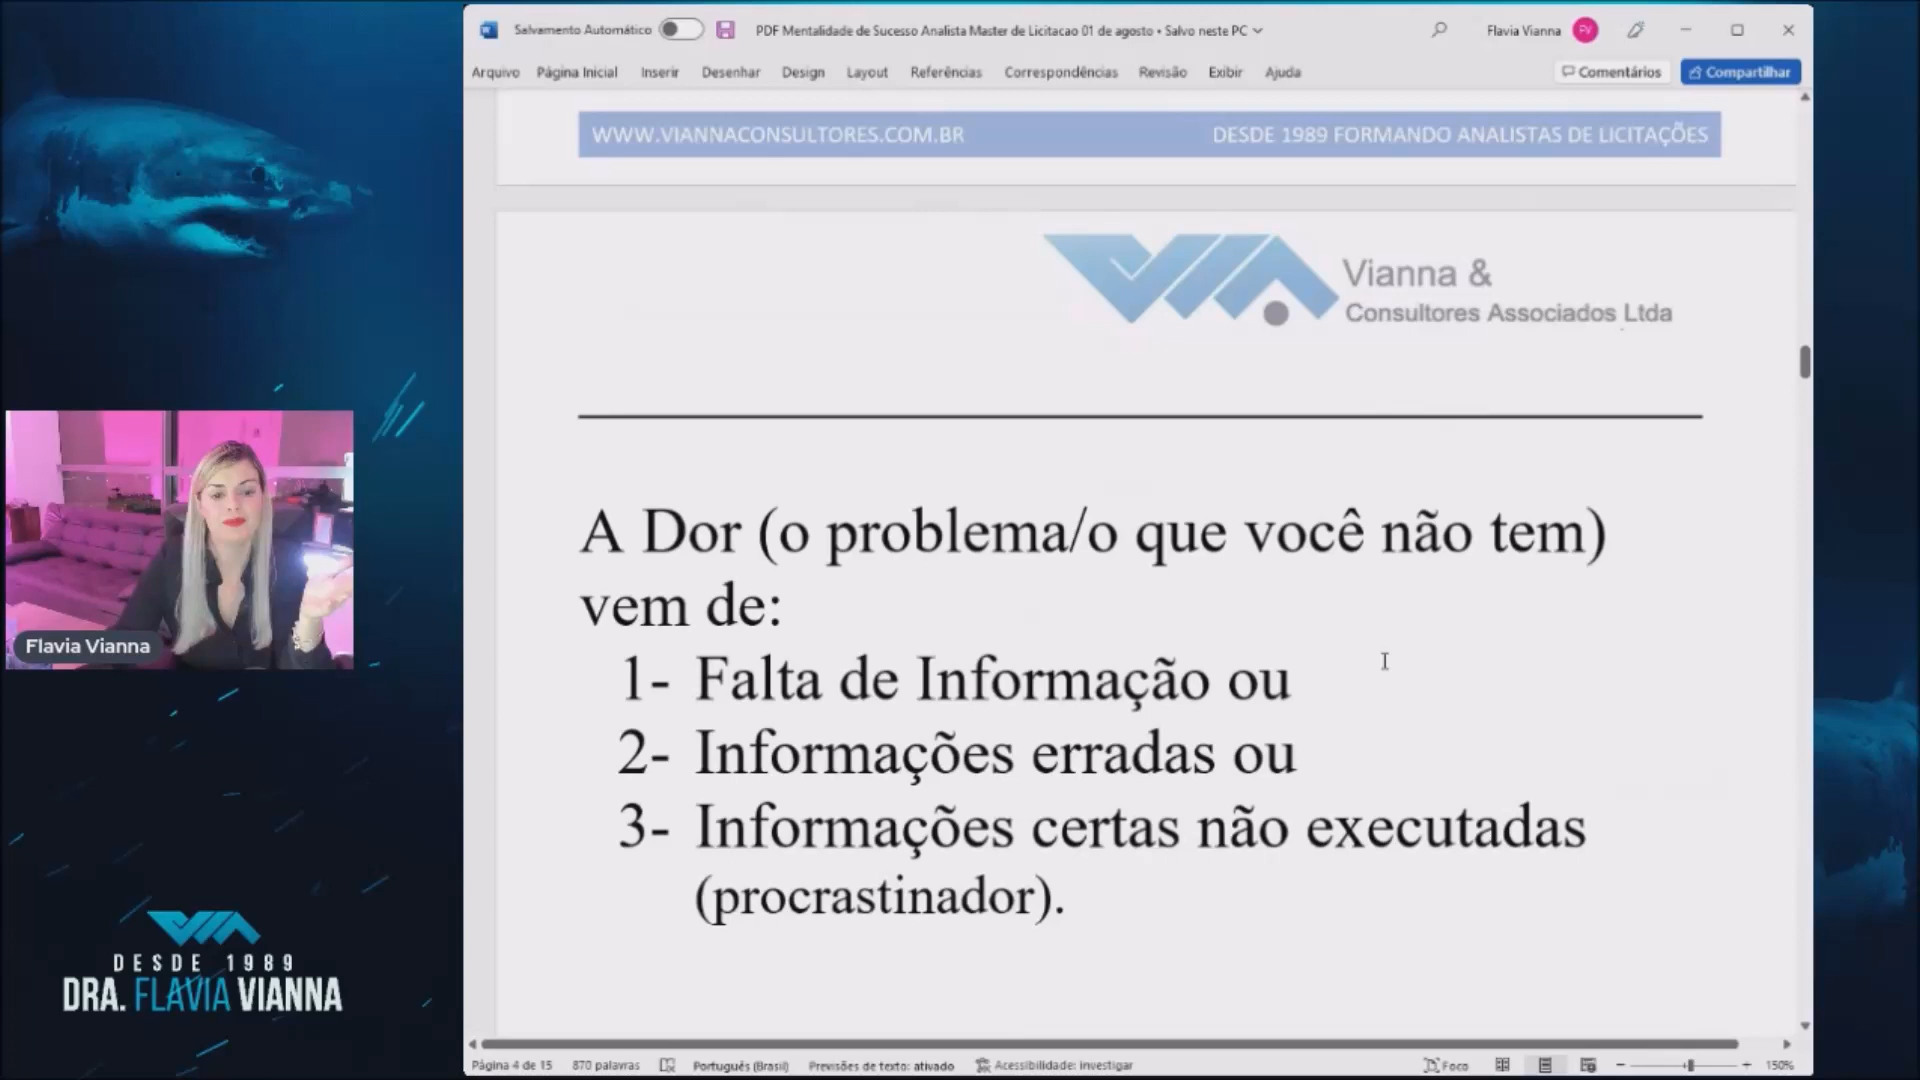 Salvamento Automático
PDF Mentalidade de Sucesso Analista Master de Licitacao 01 de agosto • Salvo neste PC
Flavia Vianna
FV
Arquivo Página Inicial Inserir Desenhar Design Layout Referências Correspondências Revisão Exibir Ajuda
Comentários
Compartilhar
WWW.VIANNACONSULTORES.COM.BR DESDE 1989 FORMANDO ANALISTAS DE LICITAÇÕES
Vianna &
Consultores Associados Ltda
A Dor (o problema/o que você não tem)
vem de:
1- Falta de Informação ou
2- Informações erradas ou
3- Informações certas não executadas
(procrastinador).
Flavia Vianna
DESDE 1989
DRA. FLAVIA VIANNA
Página 4 de 15 870 palavras Português (Brasil) Previsões de texto: ativado Acessibilidade: investigar Foco 150%